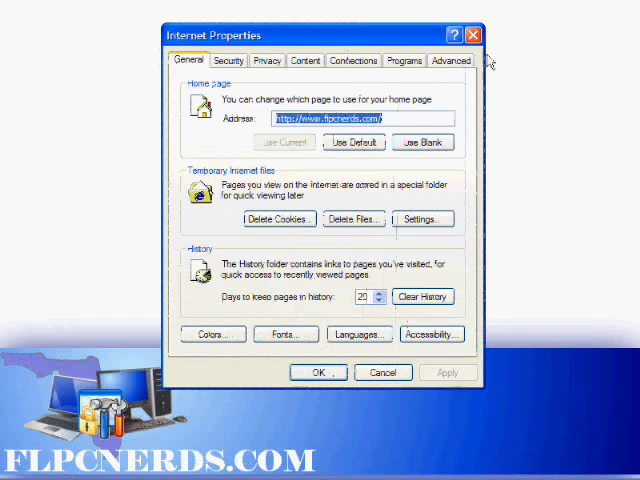 Internet Properties
General Security Privacy Content Connections Programs Advanced
Home page
You can change which page to use for your home page
Address: http://www.flpcnerds.com/
Use Current Use Default Use Blank
Temporary Internet files
Pages you view on the Internet are stored in a special folder
for quick viewing later
Delete Cookies... Delete Files... Settings...
History
The History folder contains links to pages you've visited, for
quick access to recently viewed pages.
Days to keep pages in history: 20 Clear History
Colors... Fonts... Languages... Accessibility...
OK Cancel Apply
FLPCNERDS.COM